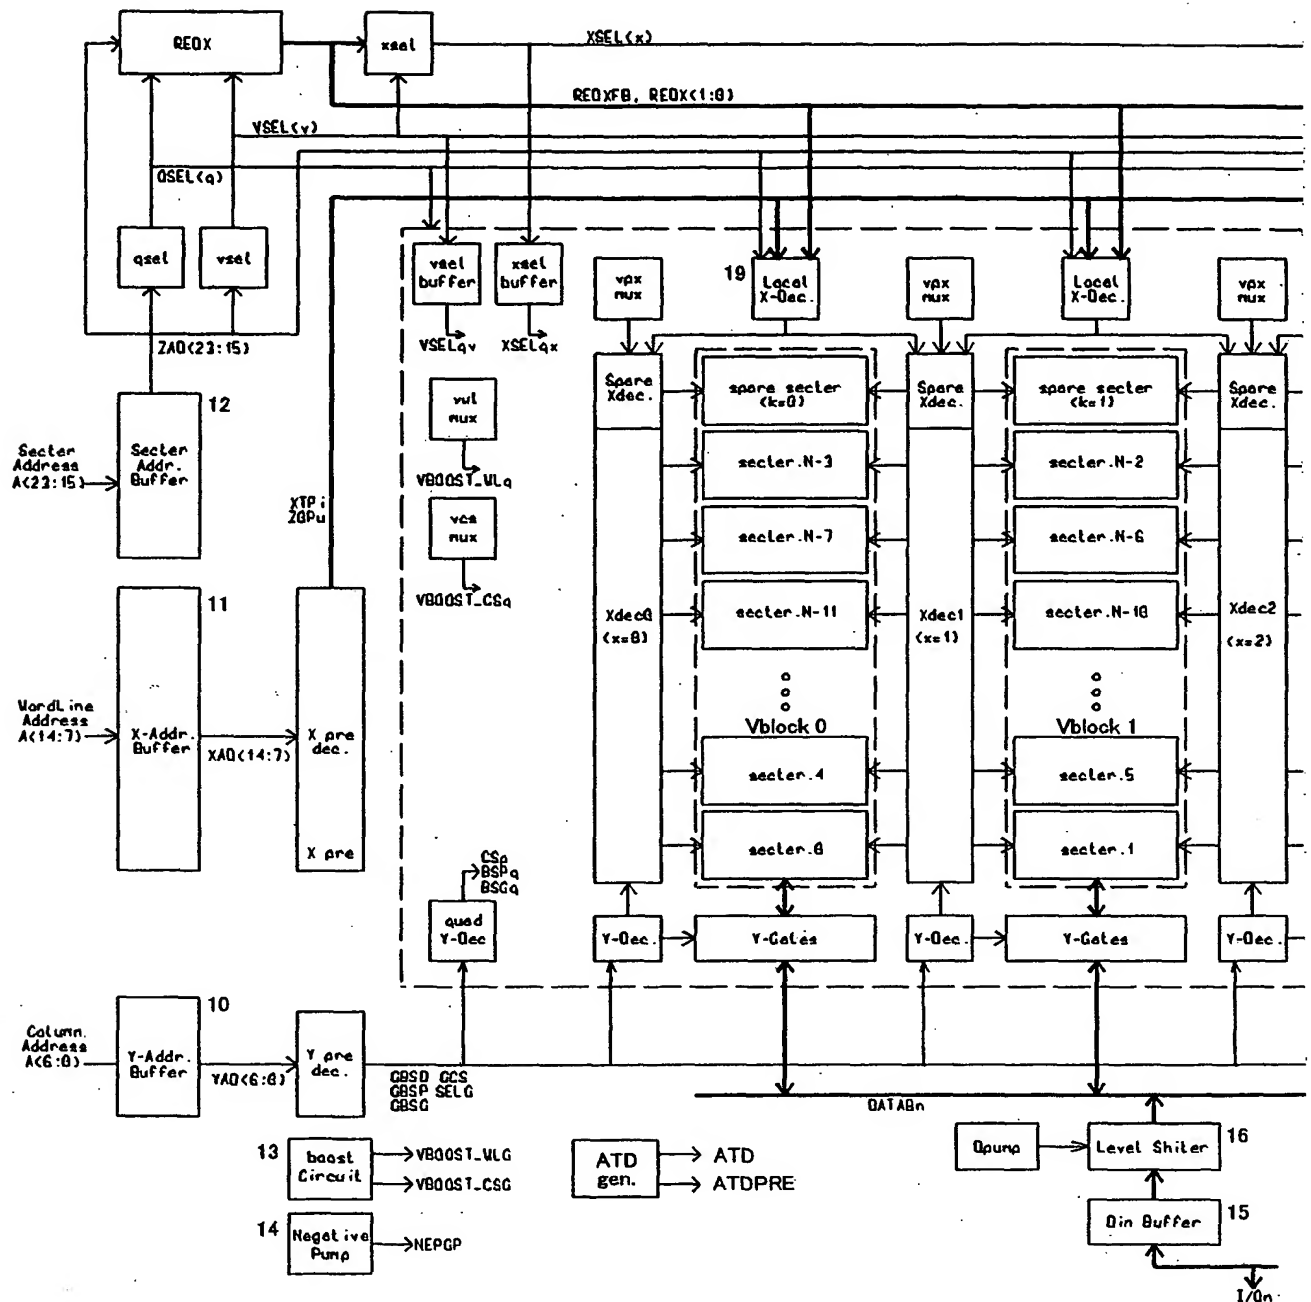 REDX
xsel
XSEL(x)
REDXFB, REDX(1:0)
VSEL(v)
QSEL(q)
qsel
vsel
ZAQ(23:15)
vsel
buffer
xsel
buffer
VSELqv
XSELqx
vpx
mux
19
Local
X-Dec.
vpx
mux
Local
X-Dec.
vpx
mux
12
Secter
Address
A(23:15)
Secter
Addr.
Buffer
vwl
mux
VBOOST_WLq
vcs
mux
VBOOST_CSq
XTPi
ZGPu
Spare
Xdec.
spare secter
(k=0)
Spare
Xdec.
spare secter
(k=1)
Spare
Xdec.
secter.N-3
secter.N-2
secter.N-7
secter.N-6
secter.N-11
secter.N-10
Xdec0
(x=0)
Xdec1
(x=1)
Xdec2
(x=2)
11
WordLine
Address
A(14:7)
X-Addr.
Buffer
XAQ(14:7)
X pre
dec.
X pre
Vblock 0
Vblock 1
secter.4
secter.5
secter.0
secter.1
CSq
BSPq
BSGq
quad
Y-Dec
Y-Dec.
Y-Gates
Y-Dec.
Y-Gates
Y-Dec.
10
Column
Address
A(6:0)
Y-Addr.
Buffer
YAQ(6:0)
Y pre
dec.
GBSD GCS
GBSP SELG
GBSG
DATABn
13
boost
Circuit
VBOOST_WLG
VBOOST_CSG
ATD
gen.
ATD
ATDPRE
Dpump
Level Shiter
16
14
Negative
Pump
NEPGP
Din Buffer
15
I/On